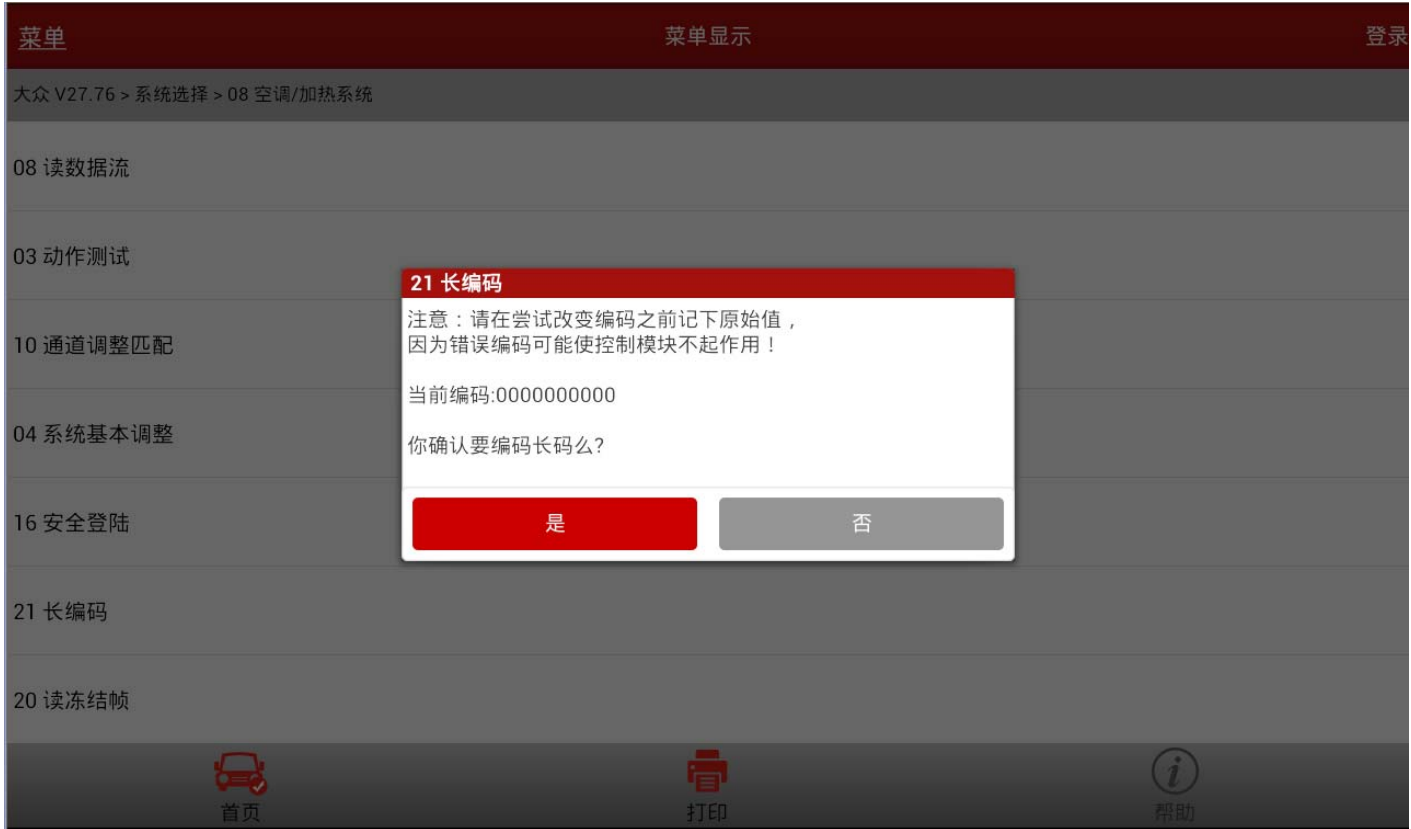 菜单
菜单显示
登录
大众 V27.76 > 系统选择 > 08 空调/加热系统
08 读数据流
03 动作测试
10 通道调整匹配
04 系统基本调整
16 安全登陆
21 长编码
20 读冻结帧
21 长编码
注意：请在尝试改变编码之前记下原始值，
因为错误编码可能使控制模块不起作用！
当前编码:0000000000
你确认要编码长码么?
是
否
首页
打印
帮助